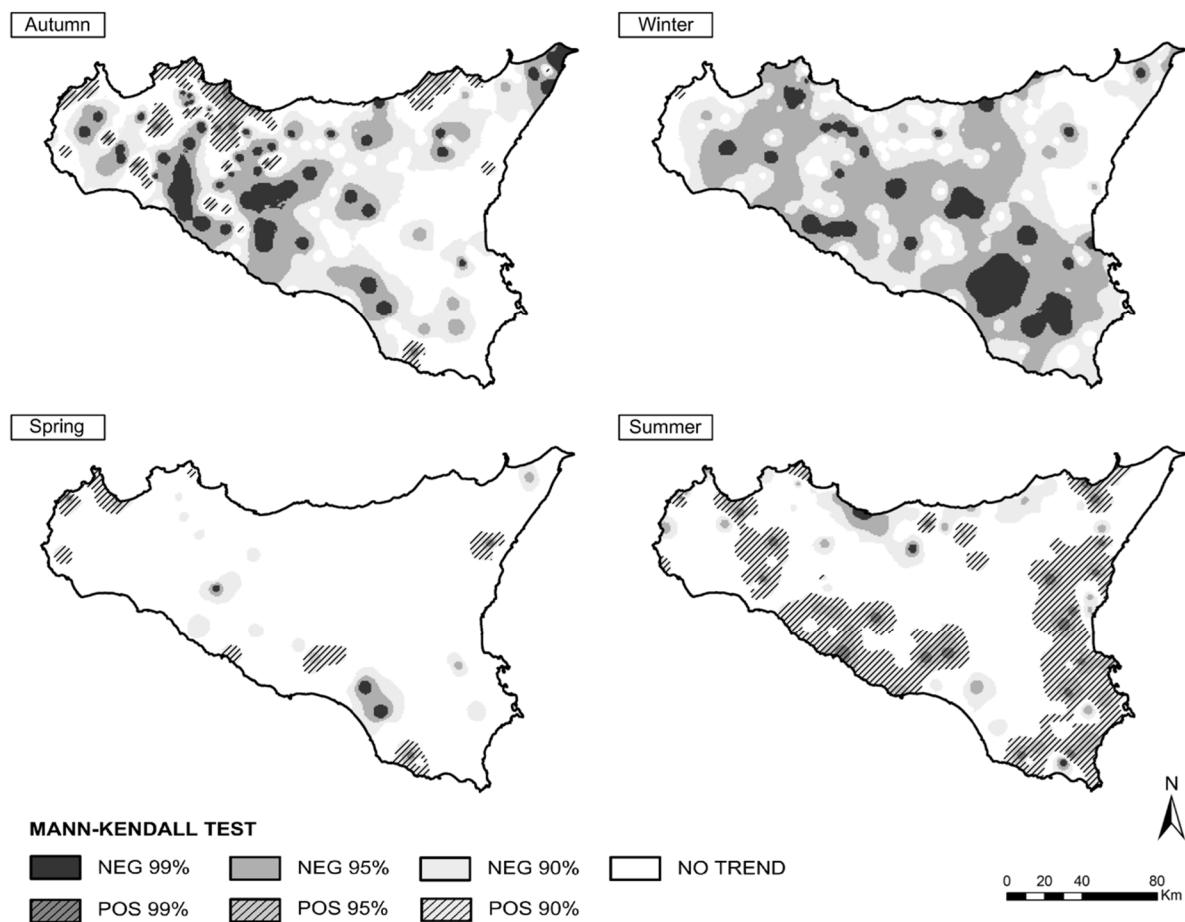 Autumn
Winter
Spring
Summer
MANN-KENDALL TEST
NEG 99% NEG 95% NEG 90% NO TREND
POS 99% POS 95% POS 90%
N
0 20 40 80
Km